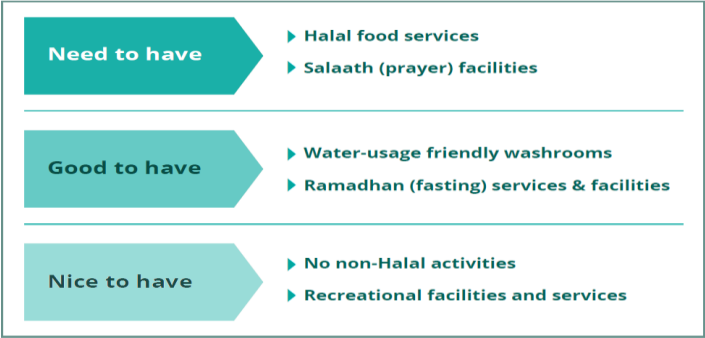 Need to have
Halal food services
Salaath (prayer) facilities
Good to have
Water-usage friendly washrooms
Ramadhan (fasting) services & facilities
Nice to have
No non-Halal activities
Recreational facilities and services